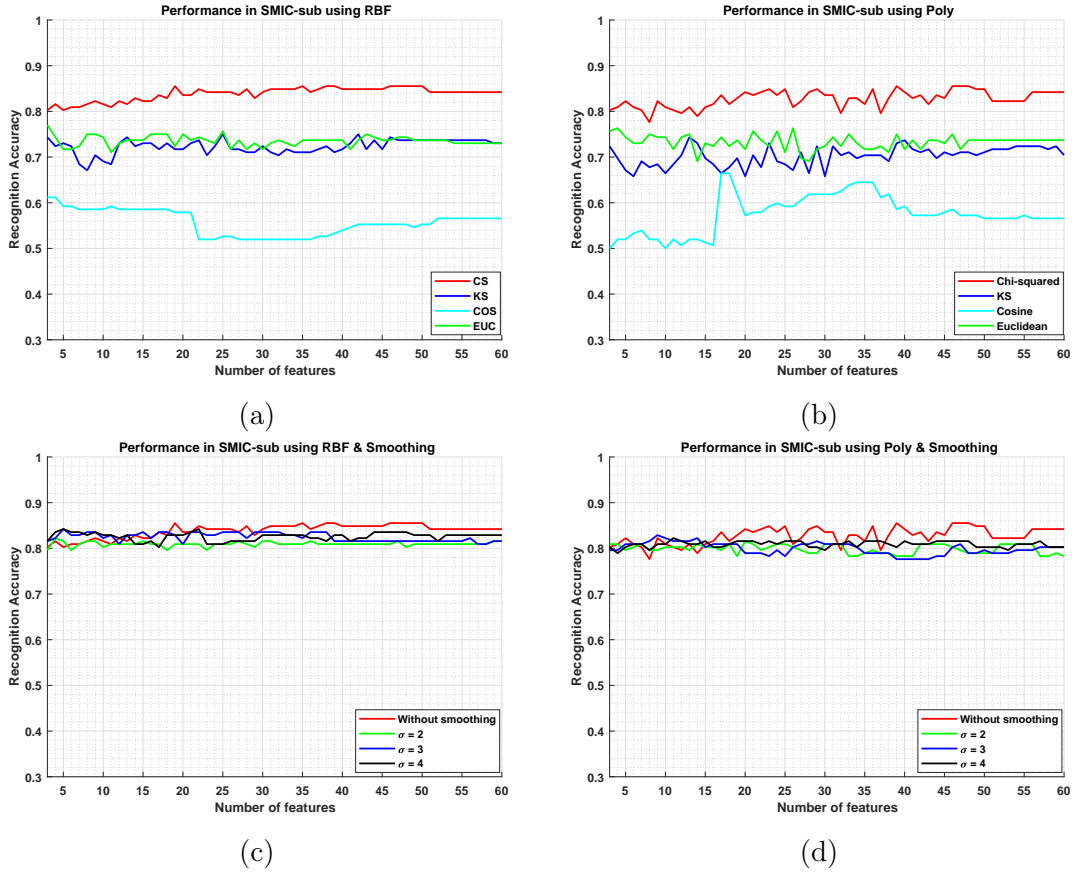 Performance in SMIC-sub using RBF
1
0.9
0.8
0.7
0.6
0.5
0.4
0.3
Recognition Accuracy
5 10 15 20 25 30 35 40 45 50 55 60
Number of features
CS
KS
COS
EUC
(a)
Performance in SMIC-sub using Poly
1
0.9
0.8
0.7
0.6
0.5
0.4
0.3
Recognition Accuracy
5 10 15 20 25 30 35 40 45 50 55 60
Number of features
Chi-squared
KS
Cosine
Euclidean
(b)
Performance in SMIC-sub using RBF & Smoothing
1
0.9
0.8
0.7
0.6
0.5
0.4
0.3
Recognition Accuracy
5 10 15 20 25 30 35 40 45 50 55 60
Number of features
Without smoothing
σ = 2
σ = 3
σ = 4
(c)
Performance in SMIC-sub using Poly & Smoothing
1
0.9
0.8
0.7
0.6
0.5
0.4
0.3
Recognition Accuracy
5 10 15 20 25 30 35 40 45 50 55 60
Number of features
Without smoothing
σ = 2
σ = 3
σ = 4
(d)